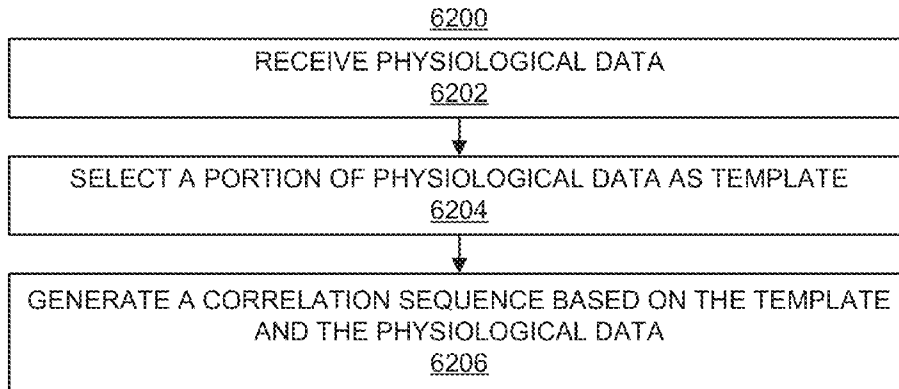 6200
RECEIVE PHYSIOLOGICAL DATA
6202
SELECT A PORTION OF PHYSIOLOGICAL DATA AS TEMPLATE
6204
GENERATE A CORRELATION SEQUENCE BASED ON THE TEMPLATE
AND THE PHYSIOLOGICAL DATA
6206